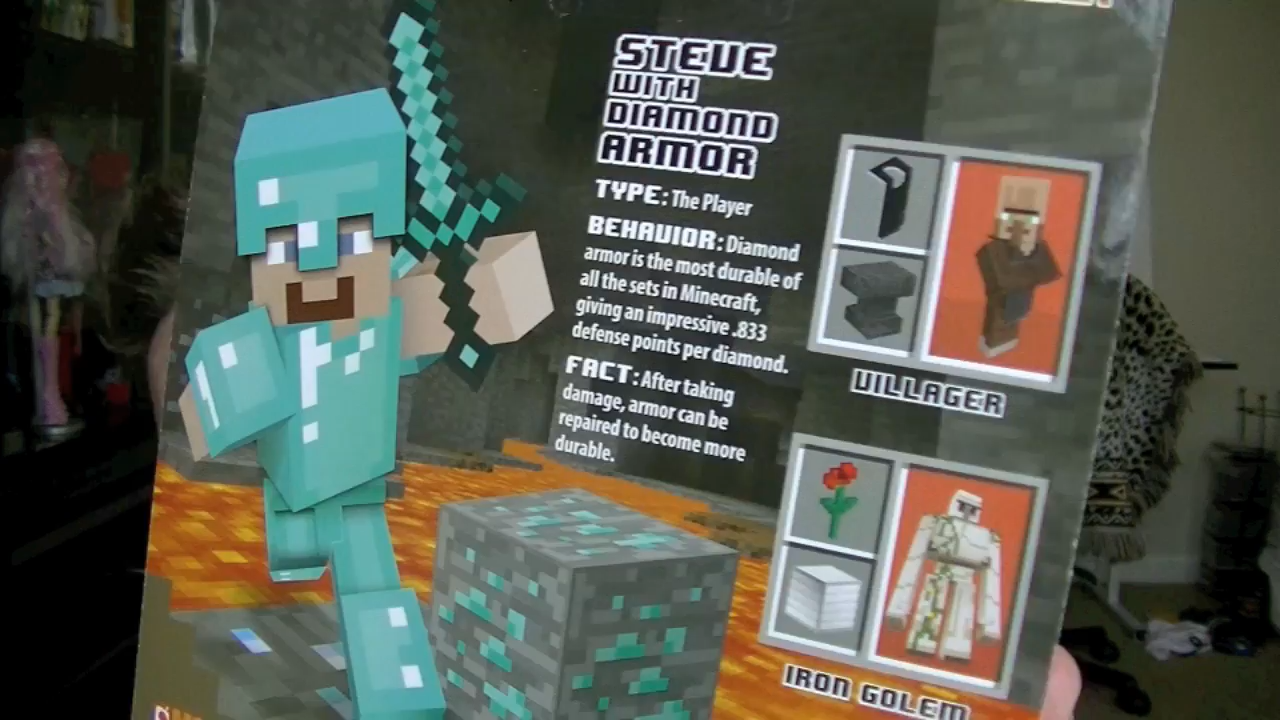 STEVE
WITH
DIAMOND
ARMOR
TYPE: The Player
BEHAVIOR: Diamond
armor is the most durable of
all the sets in Minecraft,
giving an impressive .833
defense points per diamond.
FACT: After taking
damage, armor can be
repaired to become more
durable.
VILLAGER
IRON GOLEM